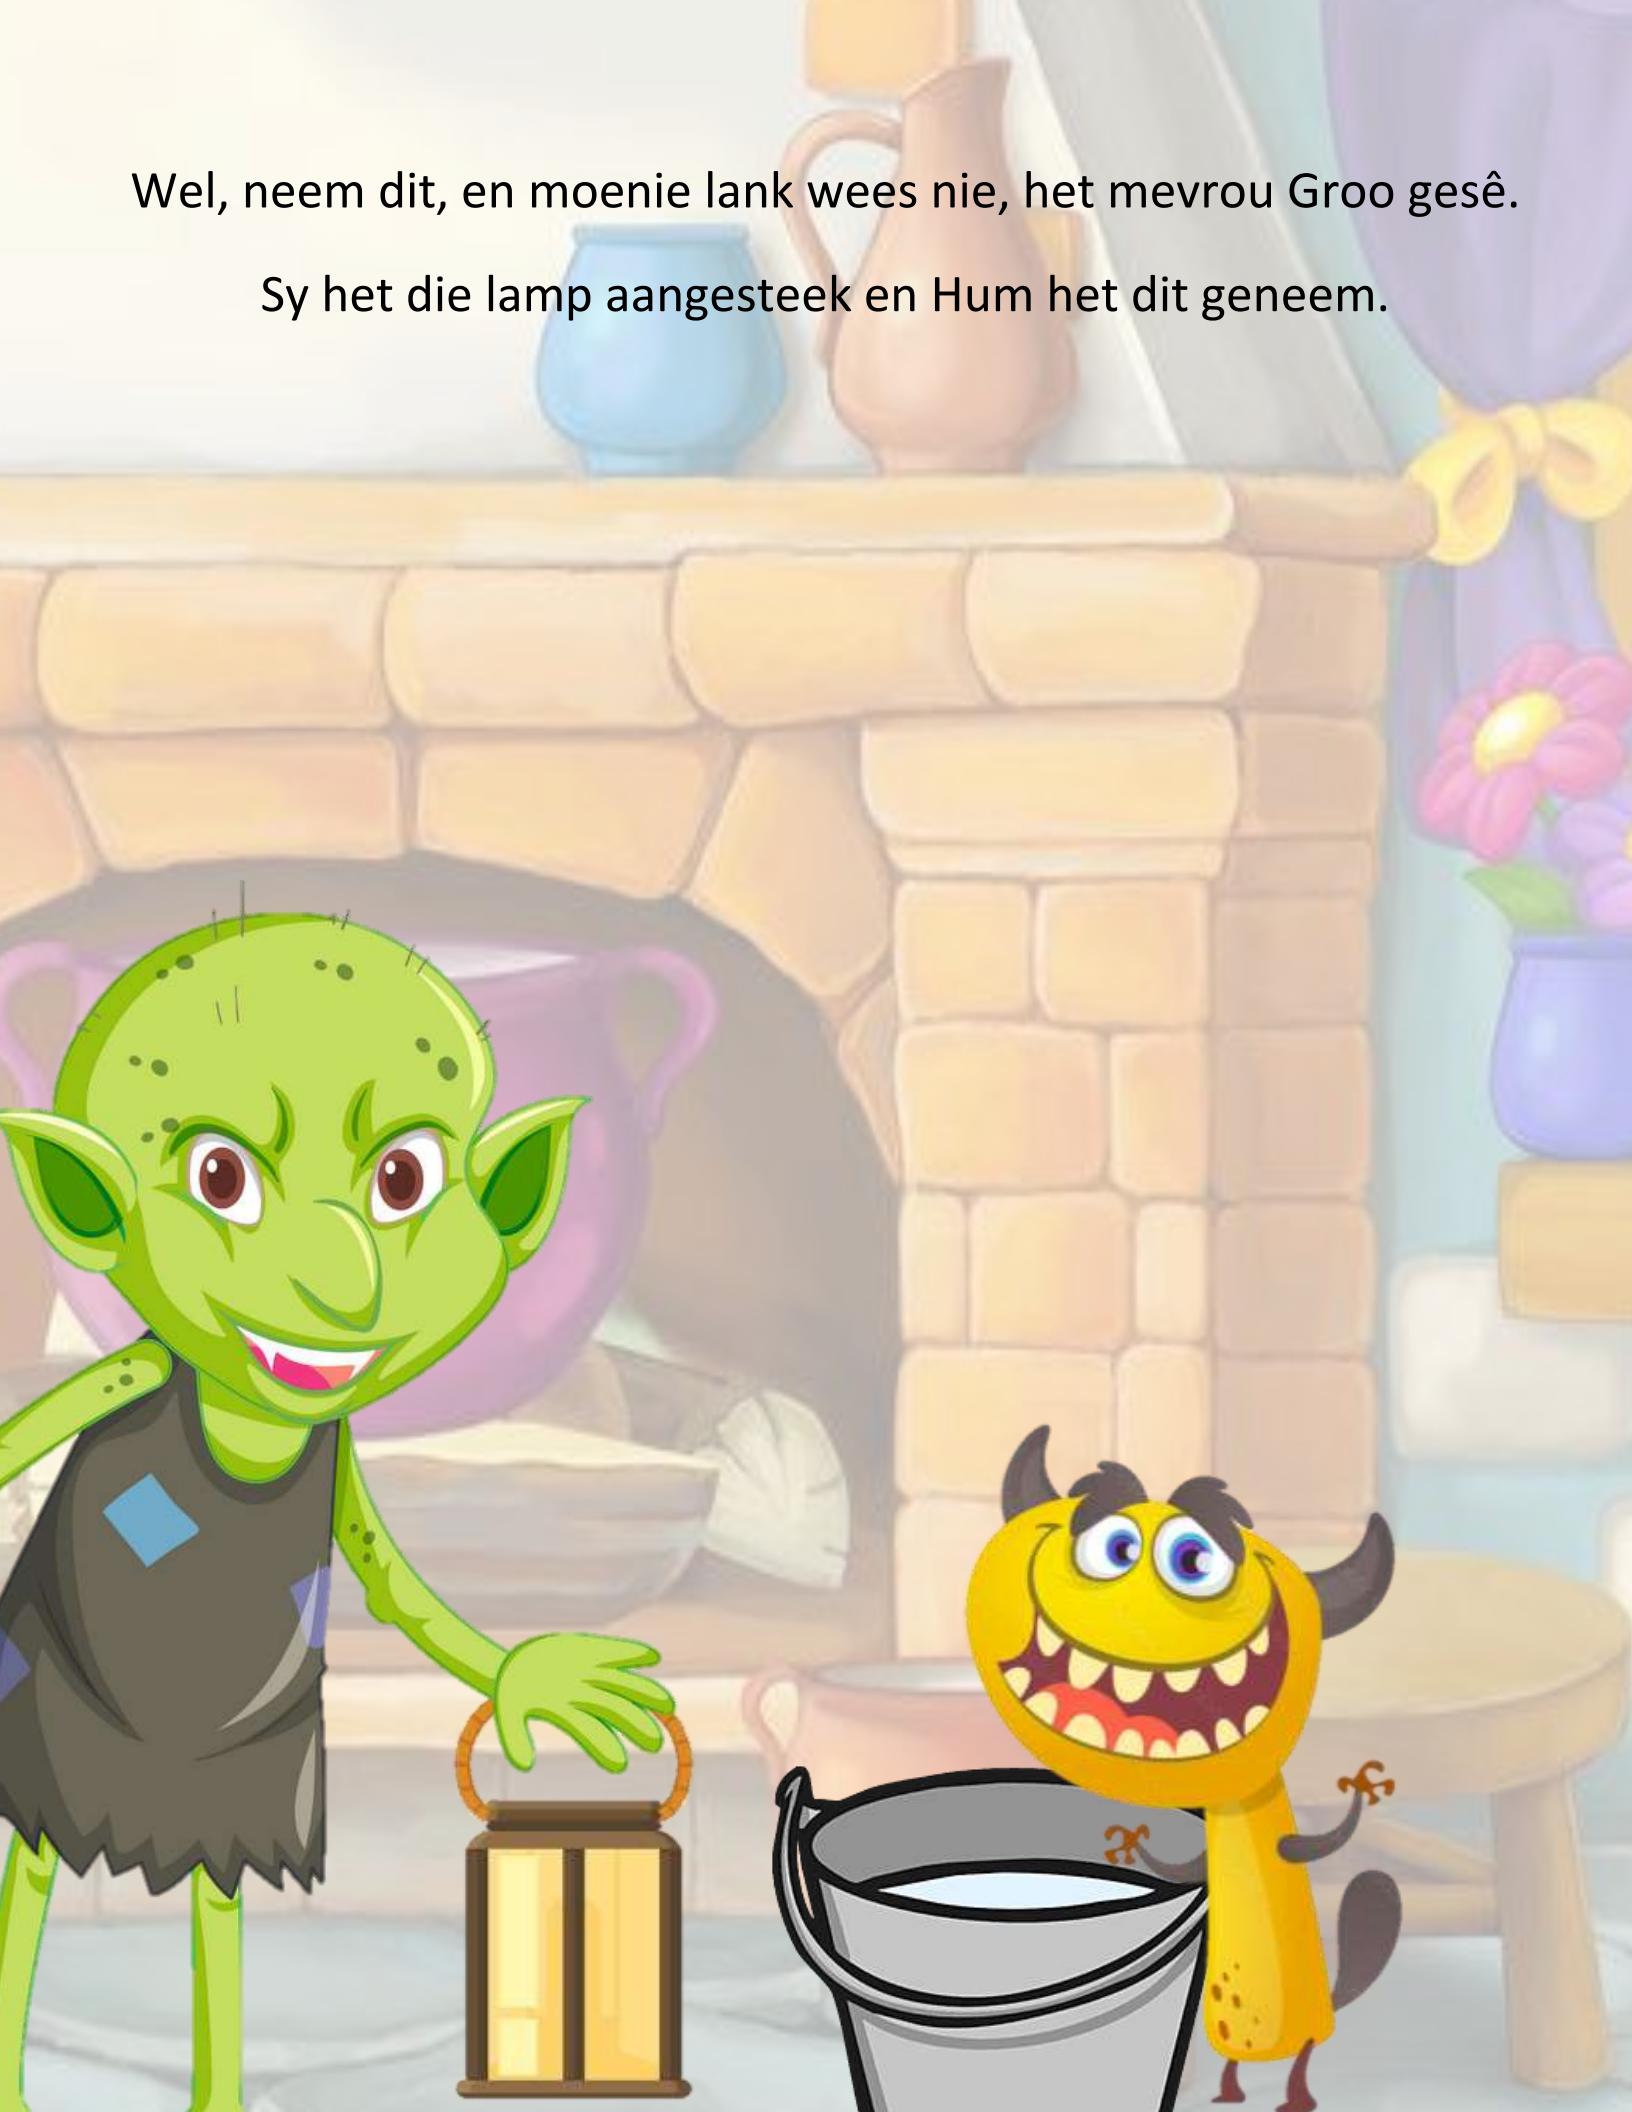 Wel, neem dit, en moenie lank wees nie, het mevrou Groo gesê.
Sy het die lamp aangesteek en Hum het dit geneem.